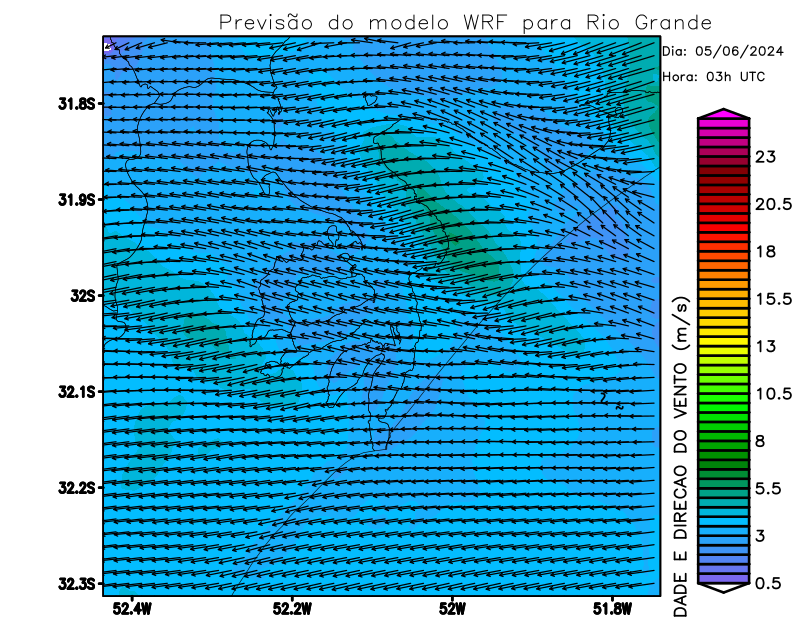 Previsão do modelo WRF para Rio Grande
Dia: 05/06/2024
Hora: 03h UTC
31.8S
31.9S
32S
32.1S
32.2S
32.3S
52.4W
52.2W
52W
51.8W
23
20.5
18
15.5
13
10.5
8
5.5
3
0.5
DADE E DIRECAO DO VENTO (m/s)